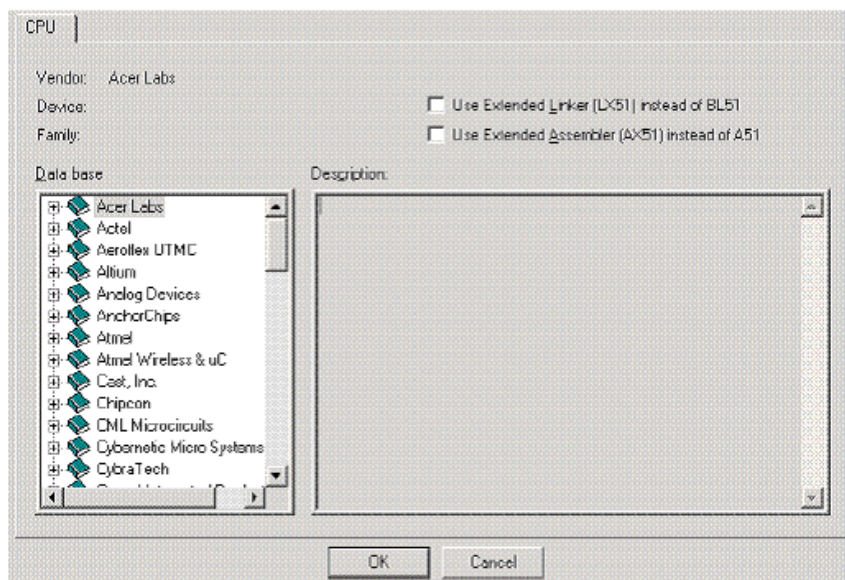 CPU
Vendor: Acer Labs
Device:
Use Extended Linker (LX51) instead of BL51
Family:
Use Extended Assembler (AX51) instead of A51
Data base
Description:
Acer Labs
Actel
Aeroflex UTMC
Altium
Analog Devices
AnchorChips
Atmel
Atmel Wireless & uC
Cast, Inc.
Chipcon
CML Microcircuits
Cybernetic Micro Systems
CybraTech
OK
Cancel